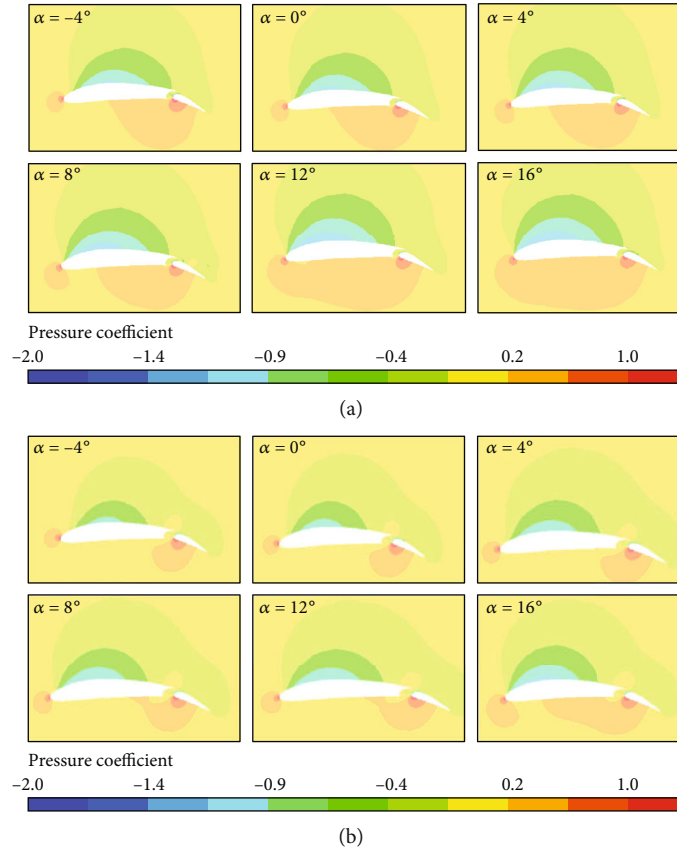 α = –4°
α = 0°
α = 4°
α = 8°
α = 12°
α = 16°
Pressure coefficient
–2.0 –1.4 –0.9 –0.4 0.2 1.0
(a)
α = –4°
α = 0°
α = 4°
α = 8°
α = 12°
α = 16°
Pressure coefficient
–2.0 –1.4 –0.9 –0.4 0.2 1.0
(b)